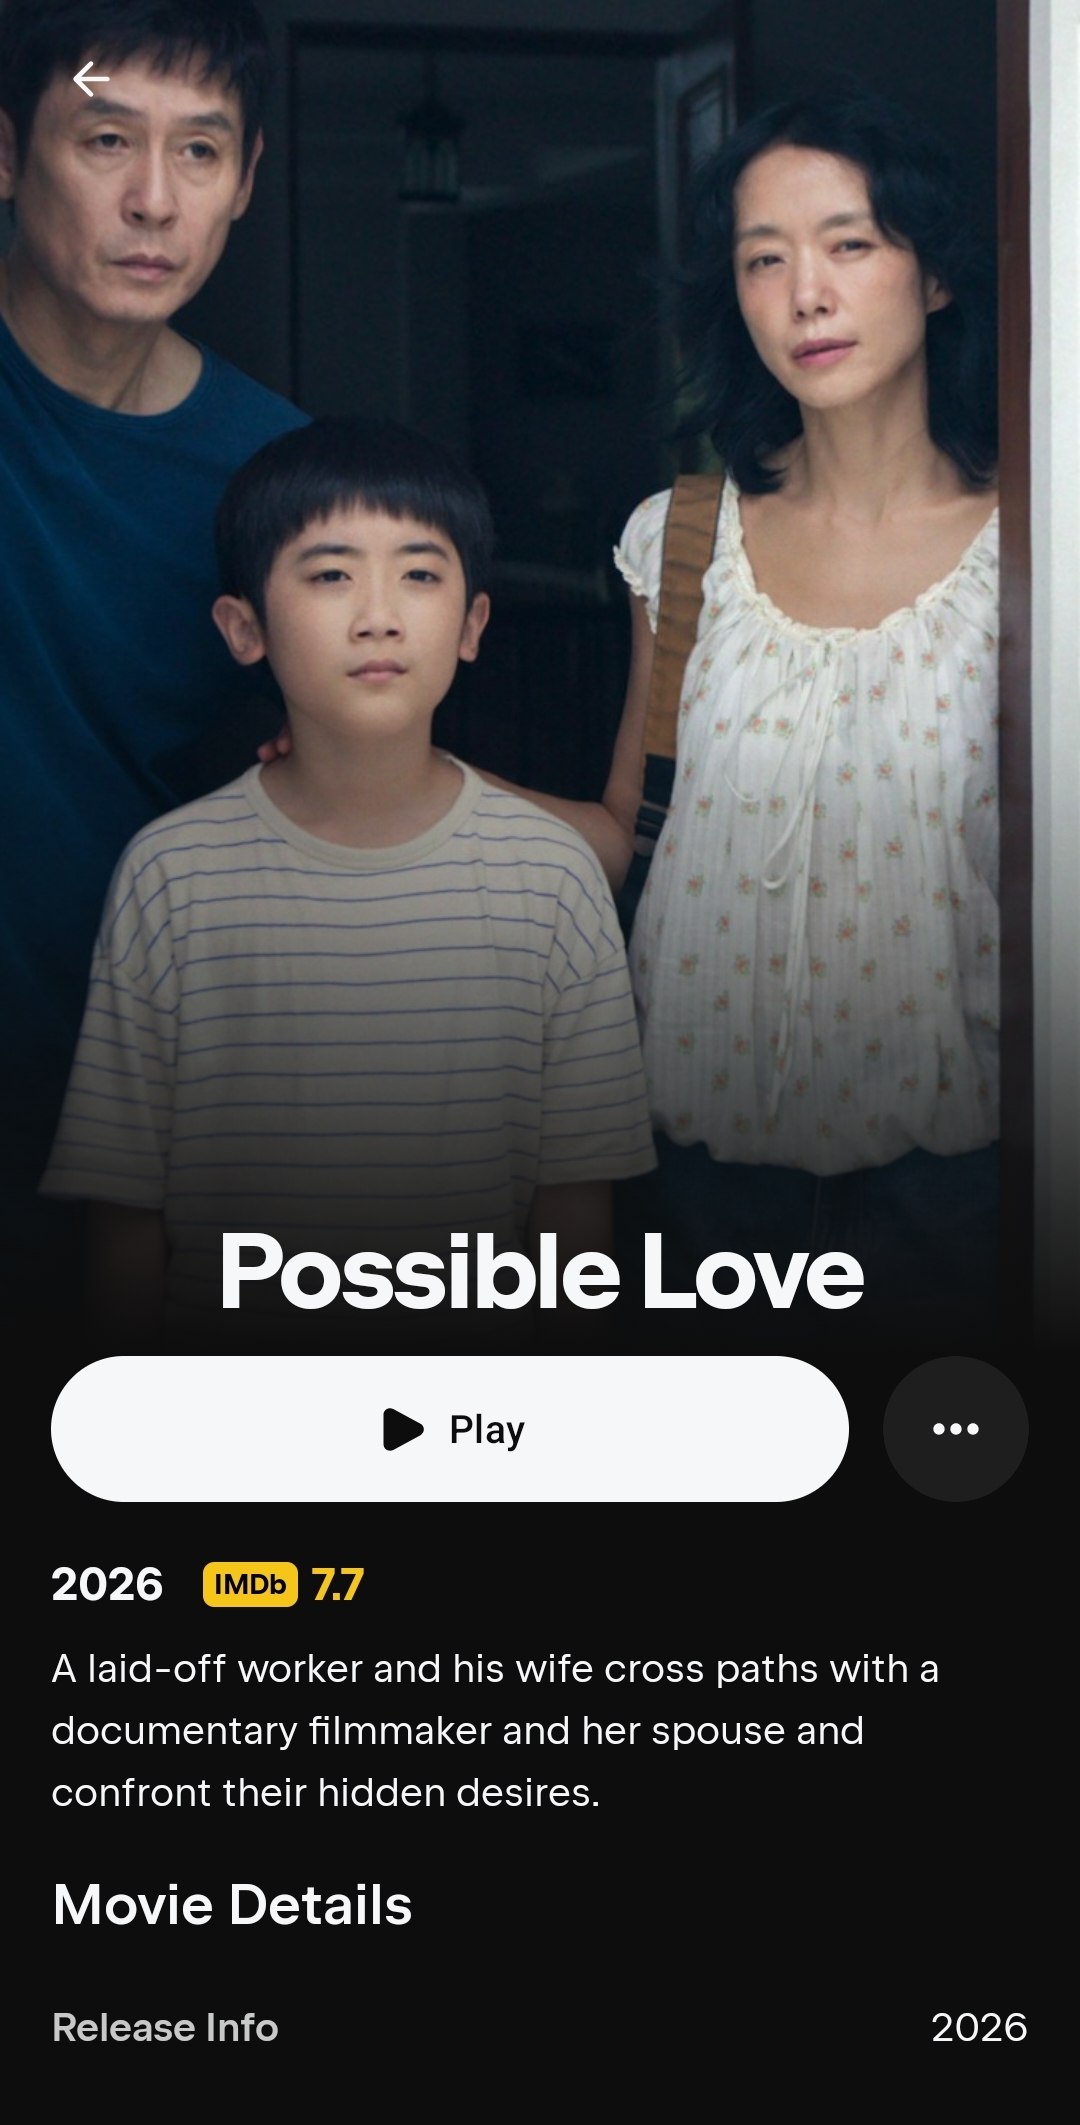 Possible Love
Play
2026 IMDb 7.7
A laid-off worker and his wife cross paths with a
documentary filmmaker and her spouse and
confront their hidden desires.
Movie Details
Release Info 2026